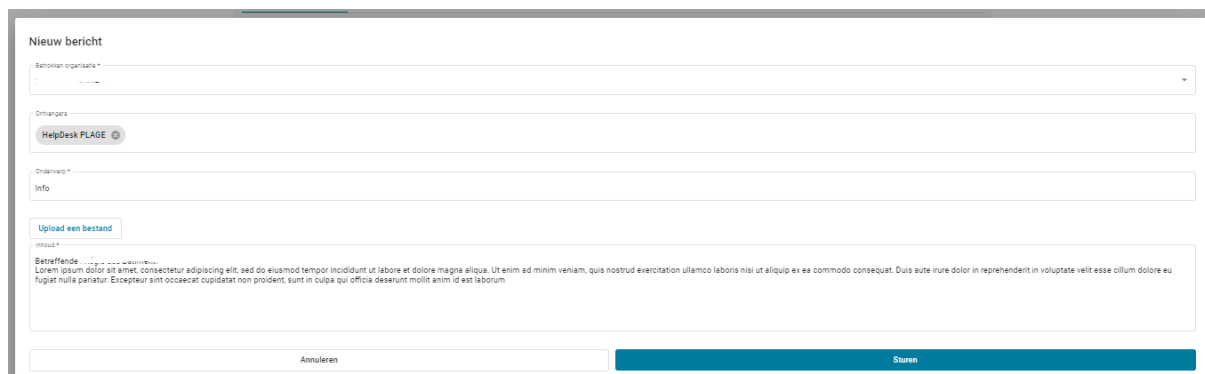 Nieuw bericht
Betrokken organisatie *
Ontvangers
HelpDesk PLAGE
Onderwerp *
Info
Upload een bestand
Inhoud *
Betreffende
Lorem ipsum dolor sit amet, consectetur adipiscing elit, sed do eiusmod tempor incididunt ut labore et dolore magna aliqua. Ut enim ad minim veniam, quis nostrud exercitation ullamco laboris nisi ut aliquip ex ea commodo consequat. Duis aute irure dolor in reprehenderit in voluptate velit esse cillum dolore eu
fugiat nulla pariatur. Excepteur sint occaecat cupidatat non proident, sunt in culpa qui officia deserunt mollit anim id est laborum
Annuleren
Sturen